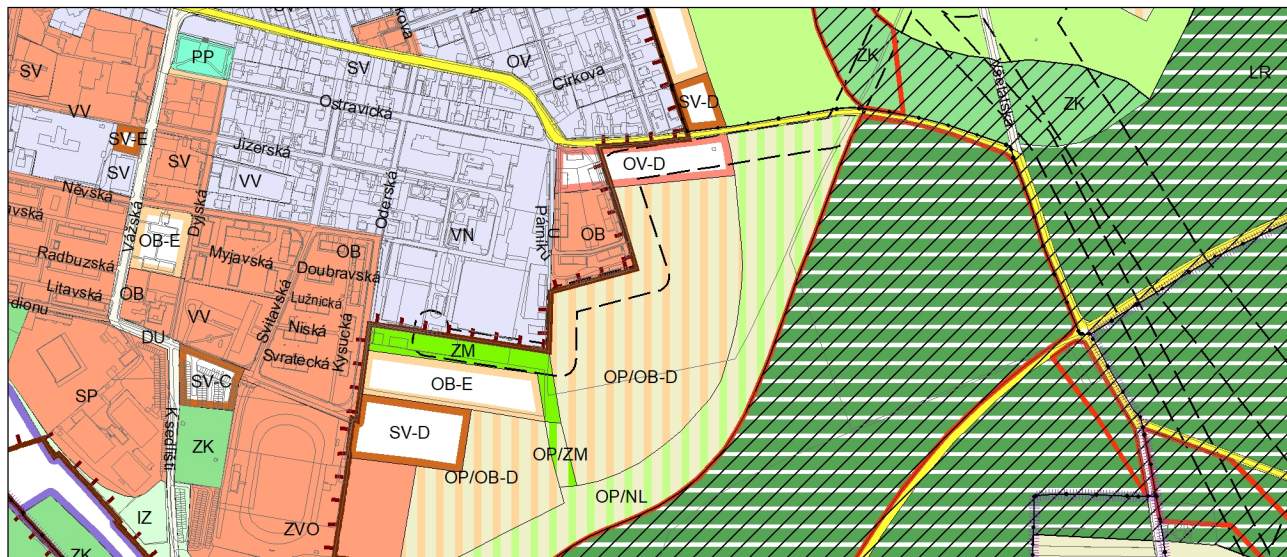 SV
PP
SV
OV
Církova
ZK
Kbelářská
ZK
LR
VV
SV-E
SV
SV
Ostravická
Jizerská
VV
SV-D
OV-D
Něvská
Vážská
Dyjská
OB-E
Oderská
VN
U
Parník
OB
Radbuzská
Litavská
OB
Myjavská
OB
Doubravská
Lužnická
Niská
Svratecká
Svitavská
Kysucká
VV
DU
SP
SV-C
ZK
K sedlišti
ZM
OB-E
SV-D
OP/OB-D
OP/OB-D
OP/ZM
OP/NL
IZ
ZVO
ZK